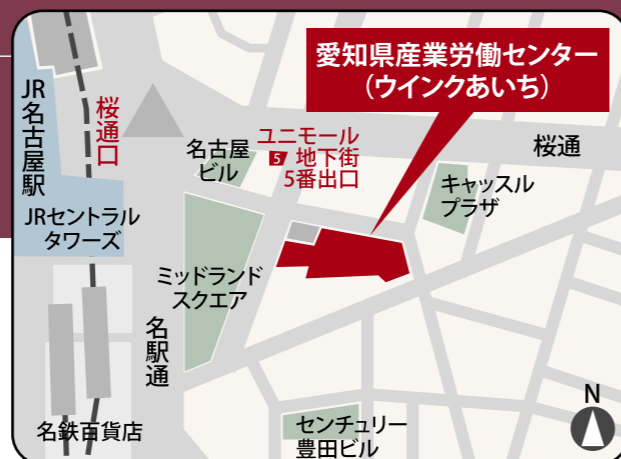 愛知県産業労働センター
(ウインクあいち)
JR名古屋駅
桜通口
名古屋
ビル
ユニモール
5 地下街
5番出口
桜通
キャッスル
プラザ
JRセントラル
タワーズ
ミッドランド
スクエア
名駅通
名鉄百貨店
センチュリー
豊田ビル
N